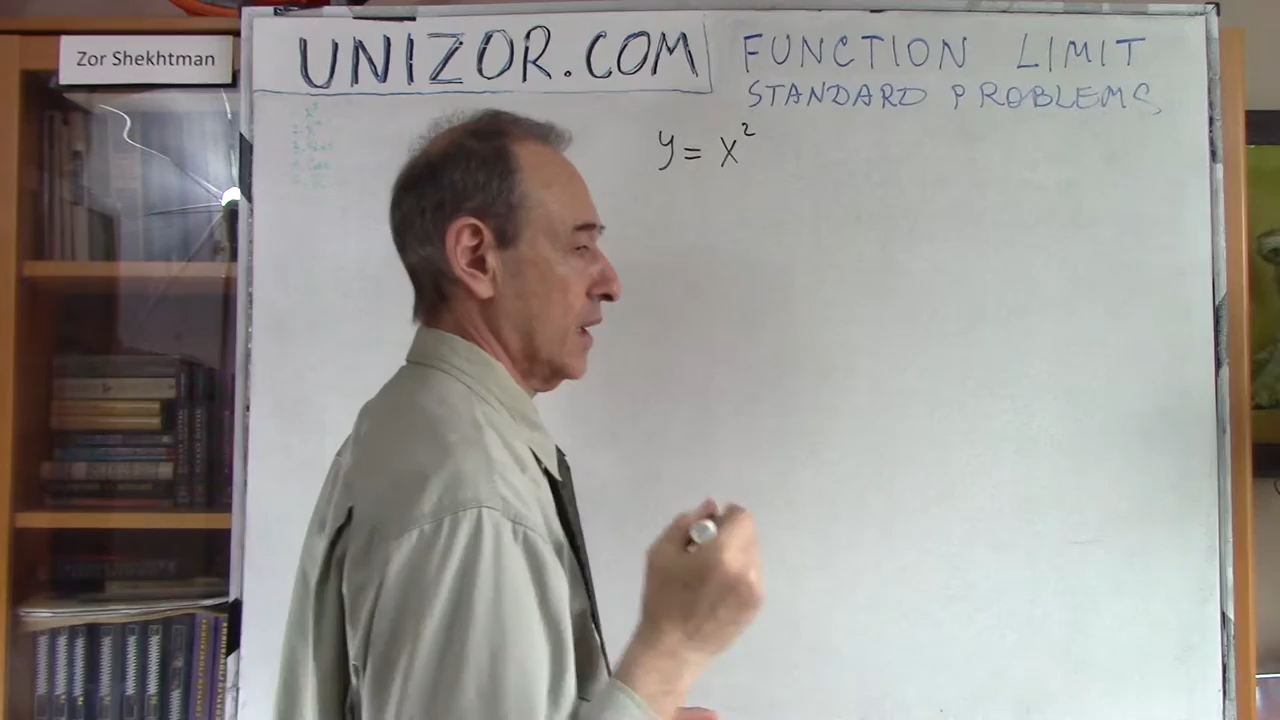 Zor Shekhtman
UNIZOR.COM
FUNCTION LIMIT
STANDARD PROBLEMS
y = x²